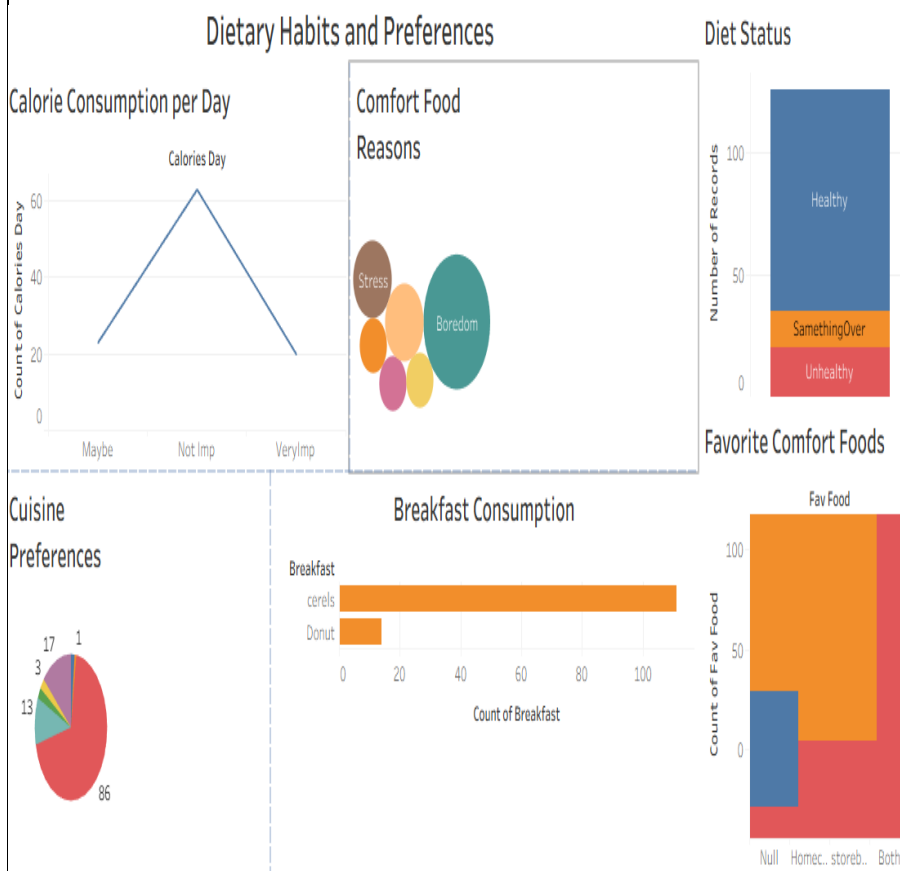 Dietary Habits and Preferences
Calorie Consumption per Day
Calories Day
Count of Calories Day
60
40
20
0
Maybe
Not Imp
VeryImp
Comfort Food
Reasons
Stress
Boredom
Diet Status
Number of Records
100
50
0
Healthy
SamethingOver
Unhealthy
Cuisine
Preferences
17
1
3
13
86
Breakfast Consumption
Breakfast
cerels
Donut
0
20
40
60
80
100
Count of Breakfast
Favorite Comfort Foods
Fav Food
Count of Fav Food
100
50
0
Null
Homec..
storeb..
Both